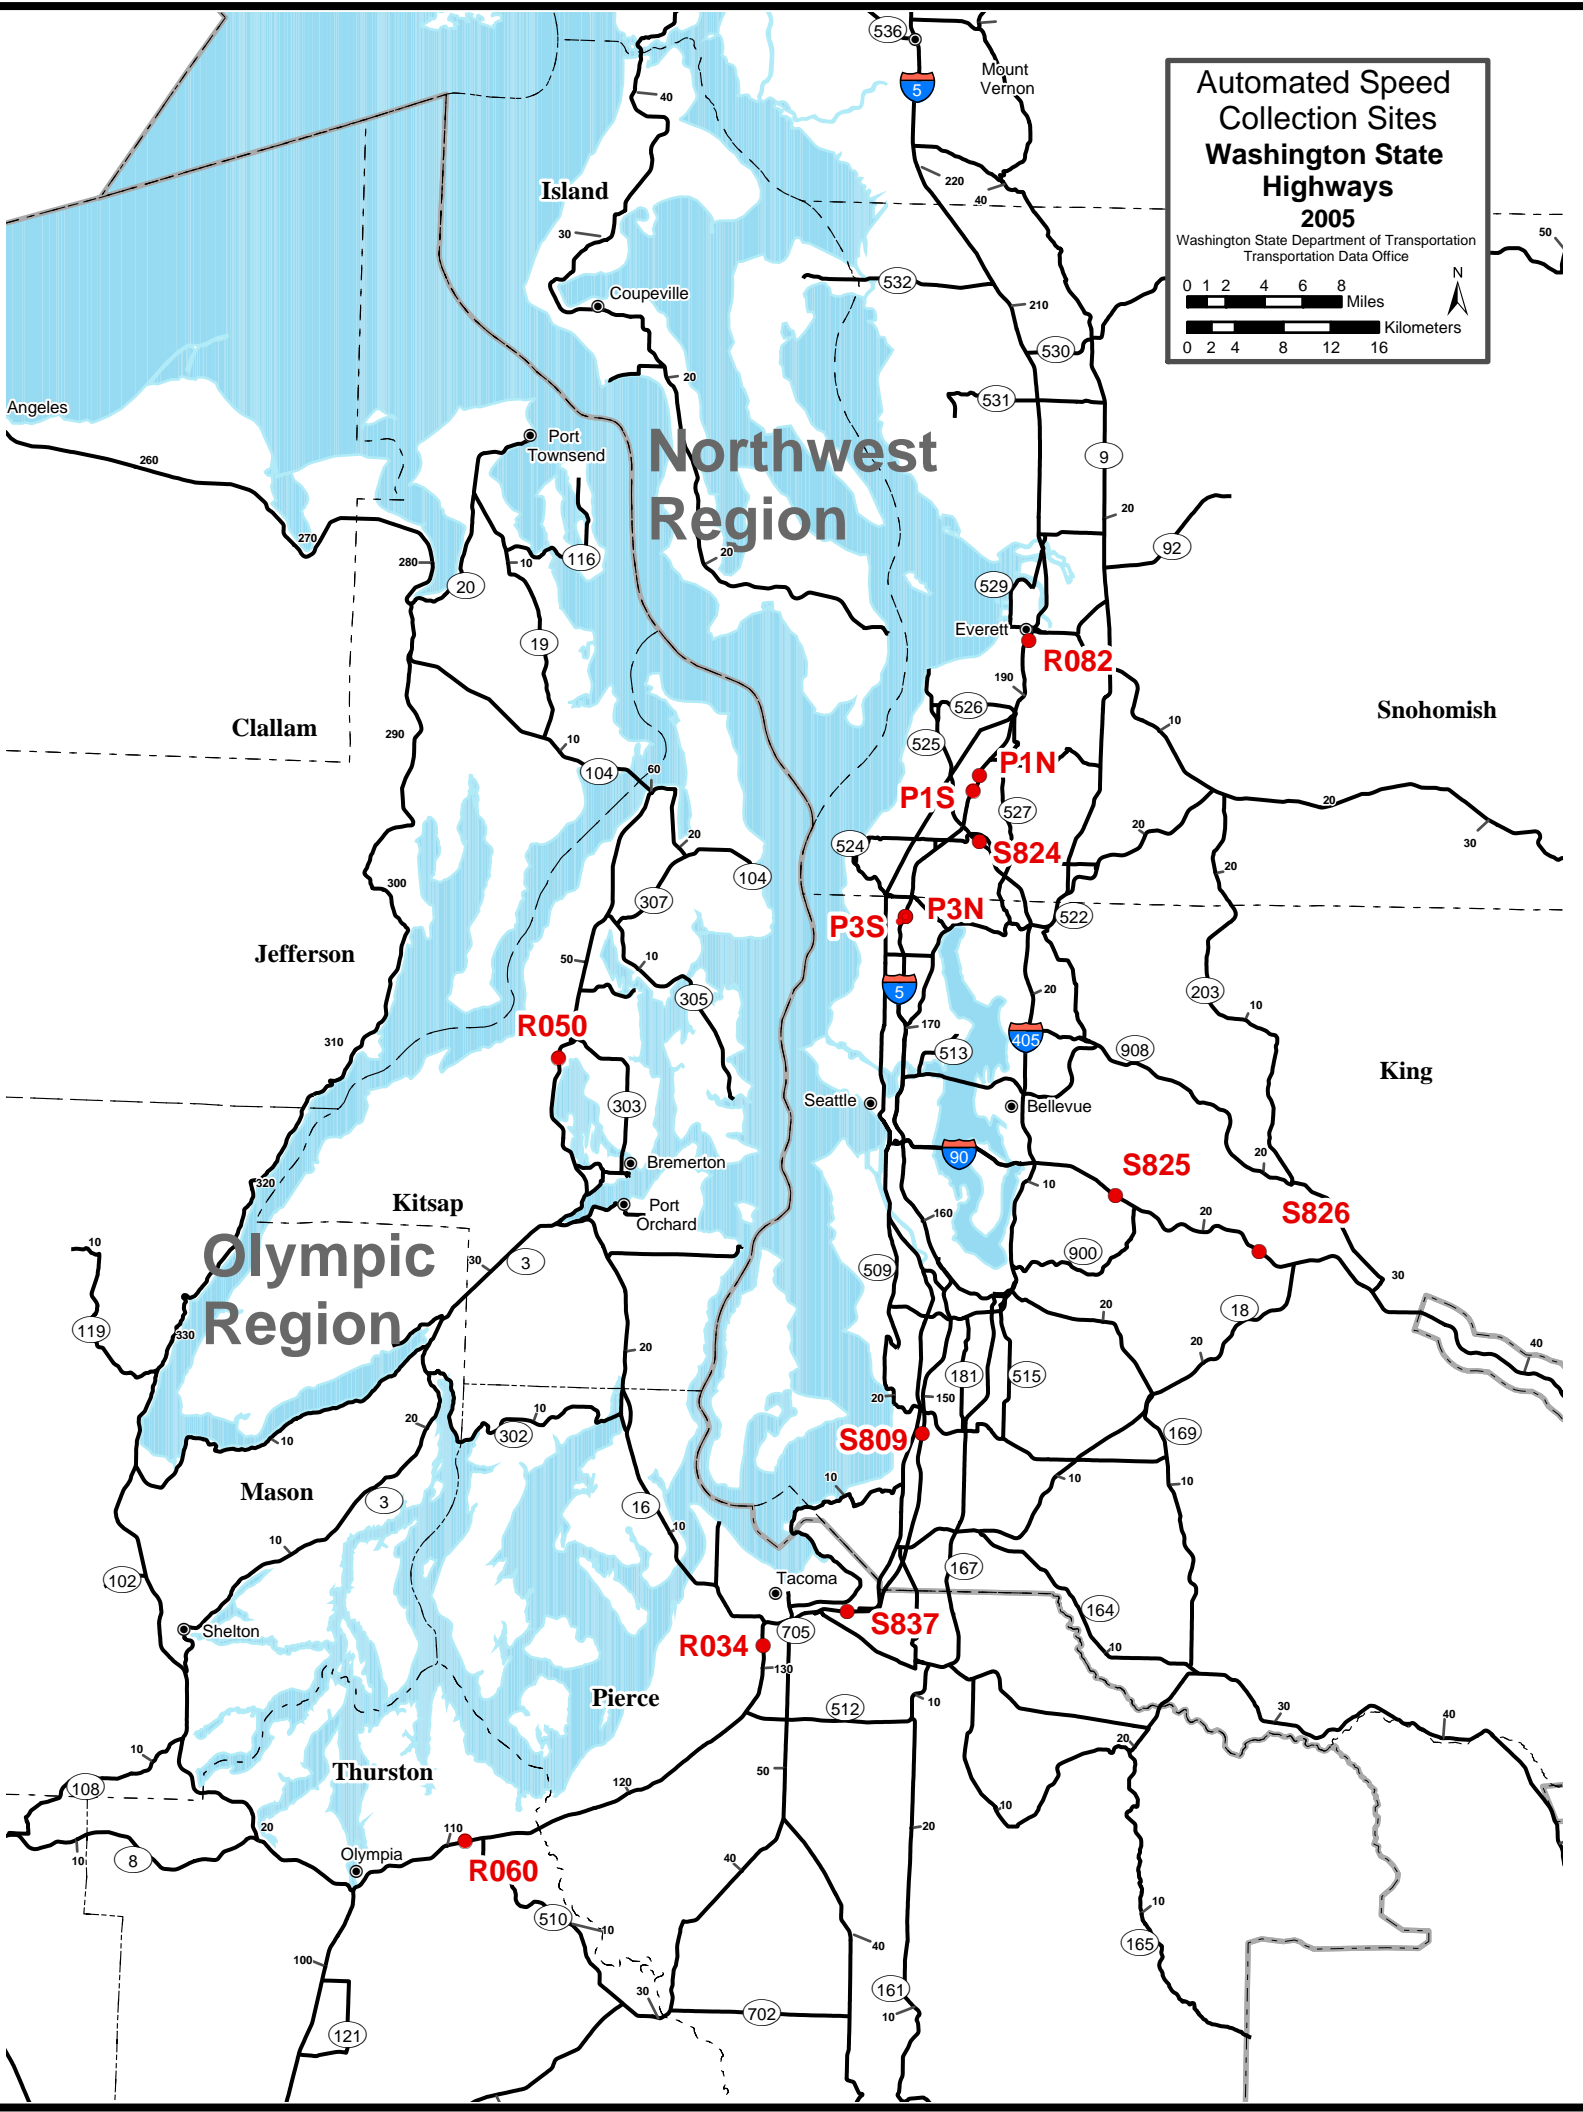 536
Mount
Vernon
5
40
Automated Speed
Collection Sites
Washington State
Highways
2005
Washington State Department of Transportation
Transportation Data Office
0 1 2 4 6 8
Miles
Kilometers
0 2 4 8 12 16
N
220
40
Island
30
50
Coupeville
532
210
530
20
531
Angeles
Port
Townsend
Northwest
Region
9
260
20
270
280
10
116
20
92
20
529
19
Everett
R082
190
526
Snohomish
Clallam
290
10
525
10
104
60
P1N
P1S
527
20
20
20
524
S824
30
300
104
20
307
P3N
P3S
522
Jefferson
50
10
305
5
20
203
10
R050
310
170
405
513
908
King
303
Seattle
Bellevue
90
20
Bremerton
S825
320
10
Kitsap
Port
Orchard
160
20
S826
10
Olympic
Region
30
3
509
900
30
119
330
20
18
20
20
40
181
515
20
150
20
10
302
169
10
S809
10
10
10
Mason
3
16
10
10
102
167
Tacoma
164
Shelton
705
S837
R034
10
130
Pierce
10
512
30
40
20
10
Thurston
50
120
108
10
20
110
20
10
8
Olympia
40
R060
510
10
10
40
165
100
30
161
10
702
121